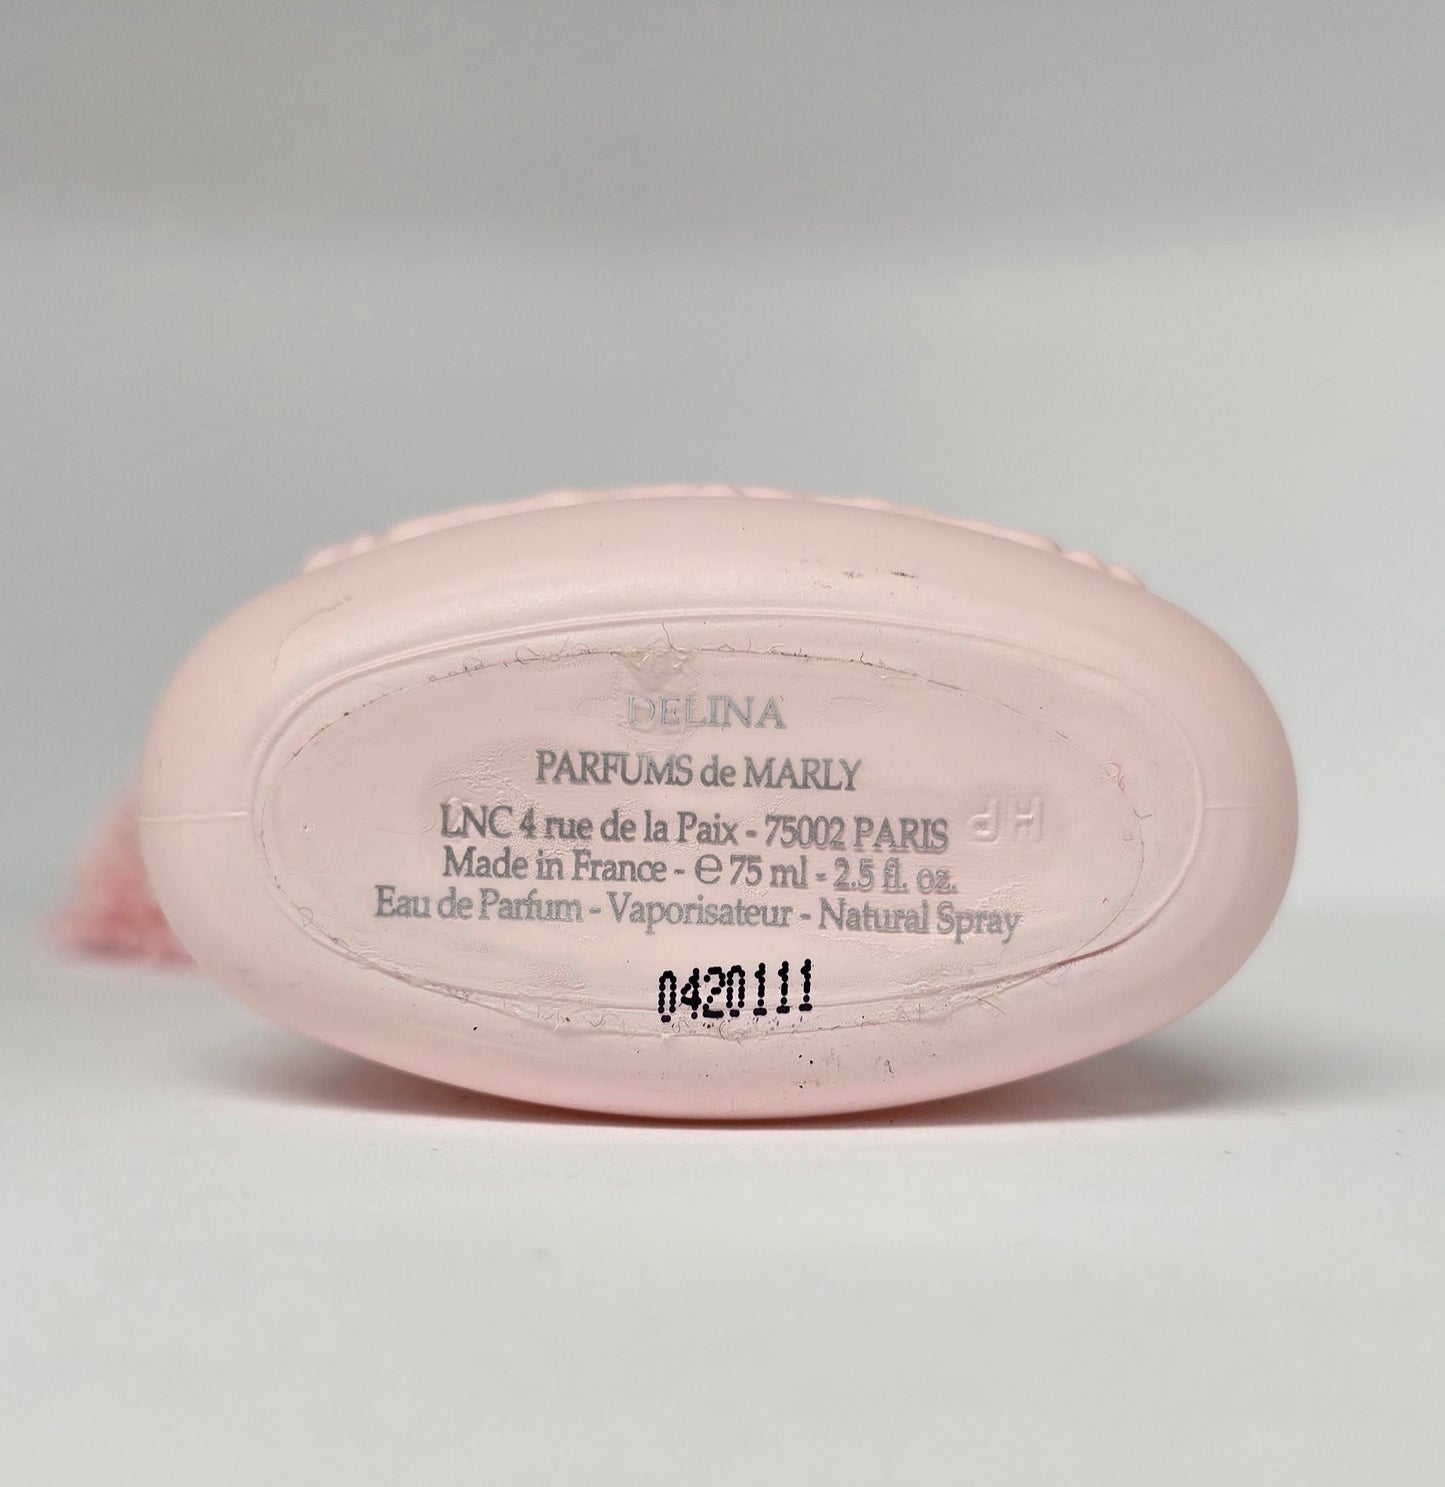 DELINA
PARFUMS de MARLY
LNC 4 rue de la Paix - 75002 PARIS
Made in France - ℮ 75 ml - 2.5 fl. oz.
Eau de Parfum - Vaporisateur - Natural Spray
0420111
HP